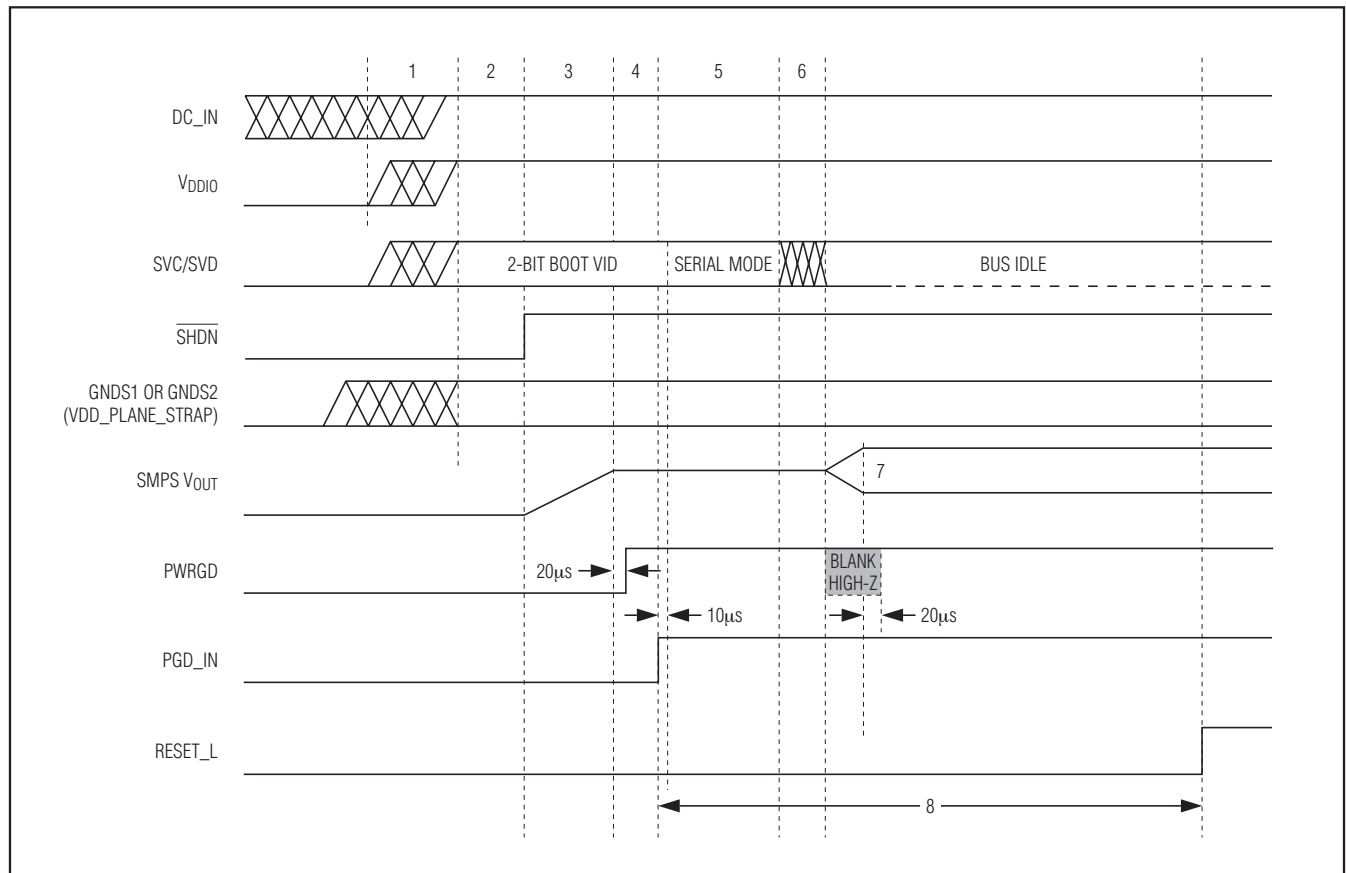 1 2 3 4 5 6
DC_IN
VDDIO
SVC/SVD 2-BIT BOOT VID SERIAL MODE BUS IDLE
SHDN
GNDS1 OR GNDS2
(VDD_PLANE_STRAP)
SMPS VOUT 7
PWRGD 20µs BLANK
HIGH-Z
10µs 20µs
PGD_IN
RESET_L
8